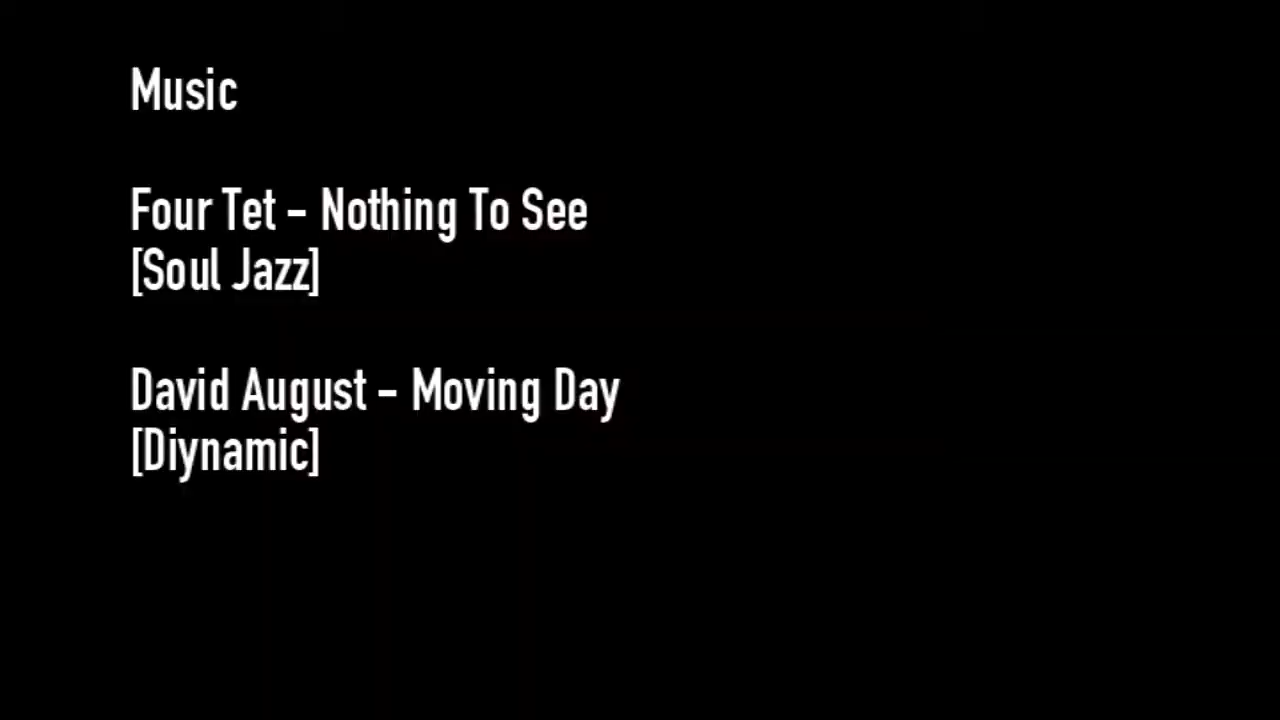 Music
Four Tet - Nothing To See
[Soul Jazz]
David August - Moving Day
[Diynamic]